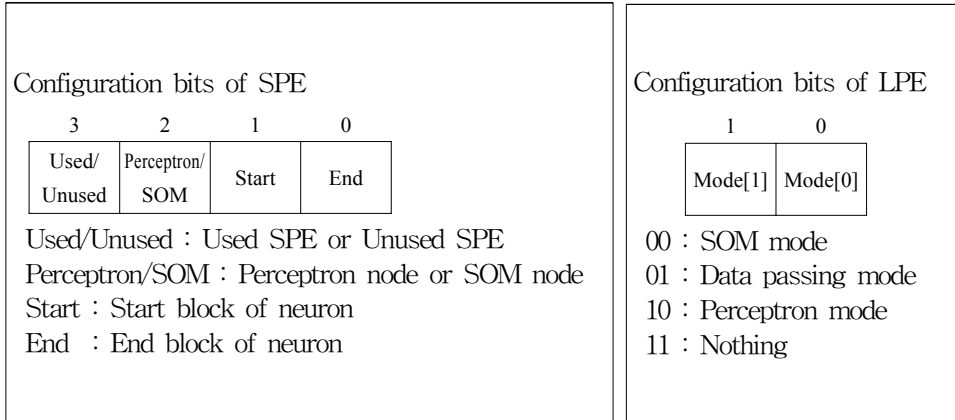 Configuration bits of SPE
3 2 1 0
Used/
Unused
Perceptron/
SOM
Start
End
Used/Unused : Used SPE or Unused SPE
Perceptron/SOM : Perceptron node or SOM node
Start : Start block of neuron
End : End block of neuron
Configuration bits of LPE
1 0
Mode[1] Mode[0]
00 : SOM mode
01 : Data passing mode
10 : Perceptron mode
11 : Nothing